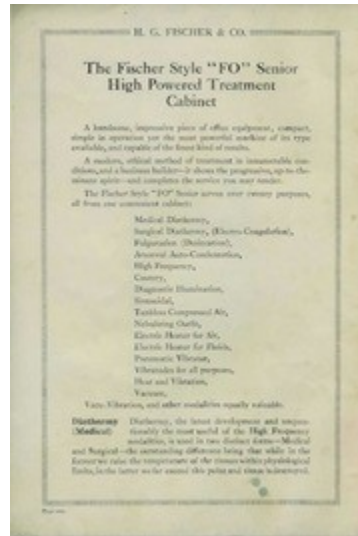 H. G. FISCHER & CO.
The Fischer Style "FO" Senior
High Powered Treatment
Cabinet
A handsome, impressive piece of office equipment, compact,
simple in operation yet the most powerful machine of its type
available, and capable of the finest kind of results.
A modern, ethical method of treatment in innumerable con-
ditions, and a business builder—it shows the progressive, up-to-the-
minute spirit—and completes the service you may render.
The Fischer Style "FO" Senior serves over twenty purposes,
all from one convenient cabinet:
Medical Diathermy,
Surgical Diathermy, (Electro-Coagulation),
Fulguration (Desiccation),
Auto-Condensation,
High Frequency,
Cautery,
Diagnostic Illumination,
Sinusoidal,
Tankless Compressed Air,
Nebulizing Outfit,
Electric Heater for Air,
Electric Heater for Fluids,
Pneumatic Vibrator,
Vibratodes for all purposes,
Heat and Vibration,
Vacuum,
Vacu-Vibration, and other modalities equally valuable.
Diathermy Diathermy, the latest development and unques-
(Medical) tionably the most useful of the High Frequency
modalities, is used in two distinct forms—Medical
and Surgical—the outstanding difference being that while in the
former we raise the temperature of the tissues within physiological
limits, in the latter we far exceed this point and tissue is destroyed.